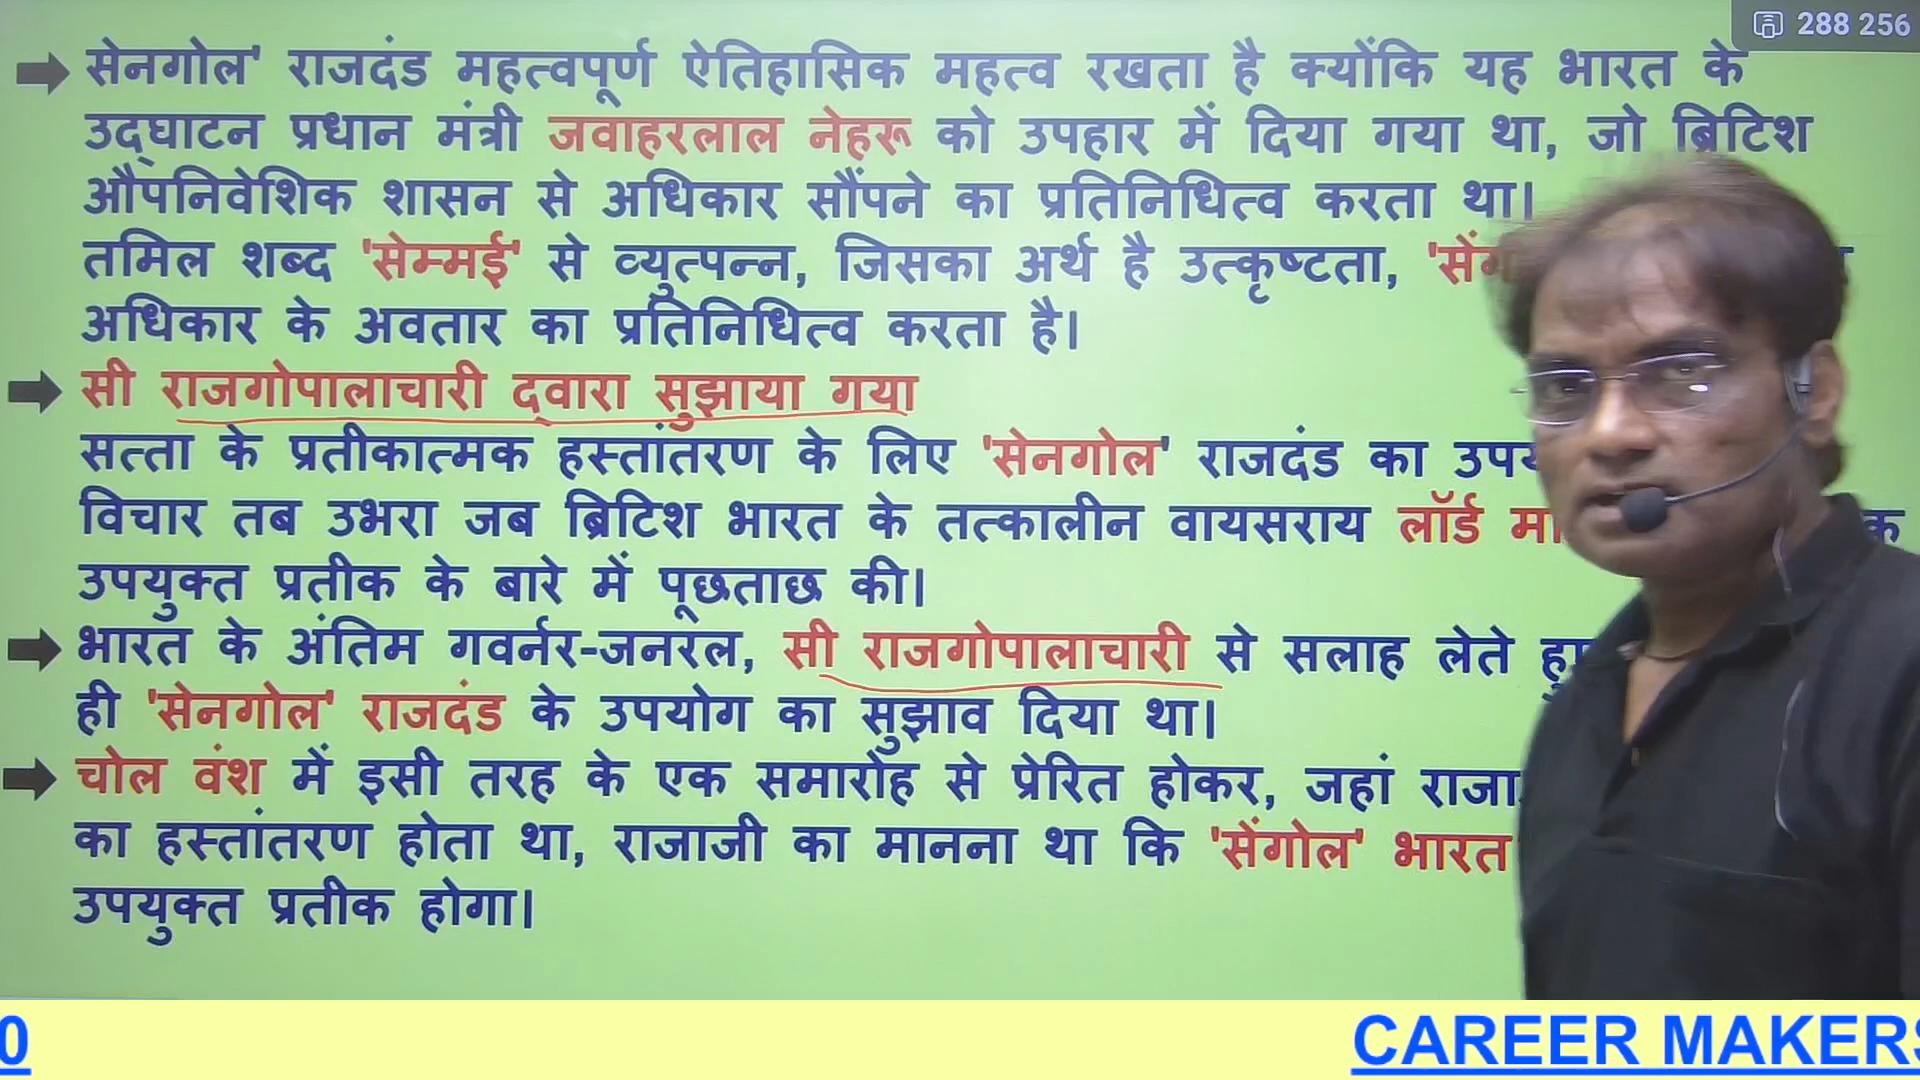 288 256
सेनगोल' राजदंड महत्वपूर्ण ऐतिहासिक महत्व रखता है क्योंकि यह भारत के
उद्घाटन प्रधान मंत्री जवाहरलाल नेहरू को उपहार में दिया गया था, जो ब्रिटिश
औपनिवेशिक शासन से अधिकार सौंपने का प्रतिनिधित्व करता था।
तमिल शब्द 'सेम्मई' से व्युत्पन्न, जिसका अर्थ है उत्कृष्टता,
अधिकार के अवतार का प्रतिनिधित्व करता है।
सी राजगोपालाचारी द्वारा सुझाया गया
सत्ता के प्रतीकात्मक हस्तांतरण के लिए 'सेनगोल' राजदंड का
विचार तब उभरा जब ब्रिटिश भारत के तत्कालीन वायसराय लॉर्ड
उपयुक्त प्रतीक के बारे में पूछताछ की।
भारत के अंतिम गवर्नर-जनरल, सी राजगोपालाचारी से सलाह लेते
ही 'सेनगोल' राजदंड के उपयोग का सुझाव दिया था।
चोल वंश में इसी तरह के एक समारोह से प्रेरित होकर, जहां
का हस्तांतरण होता था, राजाजी का मानना था कि 'सेंगोल' भारत
उपयुक्त प्रतीक होगा।
0 CAREER MAKERS